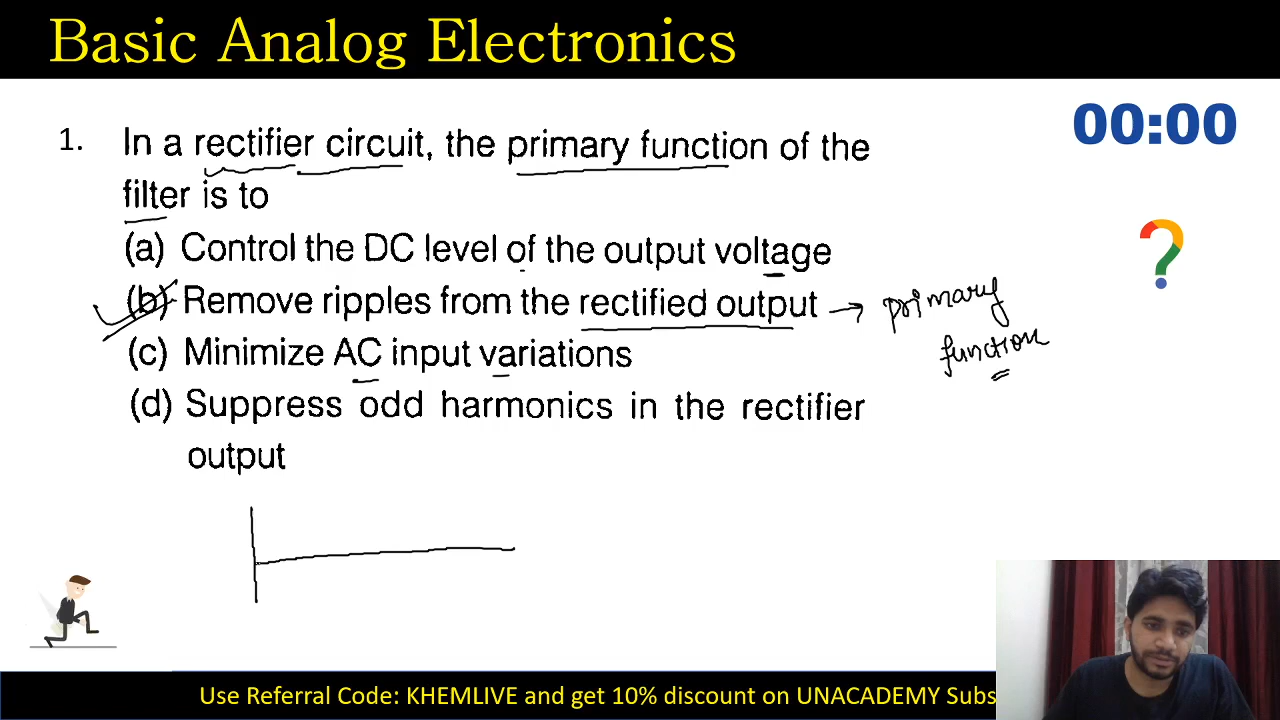 Basic Analog Electronics
00:00
1. In a rectifier circuit, the primary function of the
filter is to
(a) Control the DC level of the output voltage
(b) Remove ripples from the rectified output → primary
function
(c) Minimize AC input variations
(d) Suppress odd harmonics in the rectifier
output
?
Use Referral Code: KHEMLIVE and get 10% discount on UNACADEMY Subs